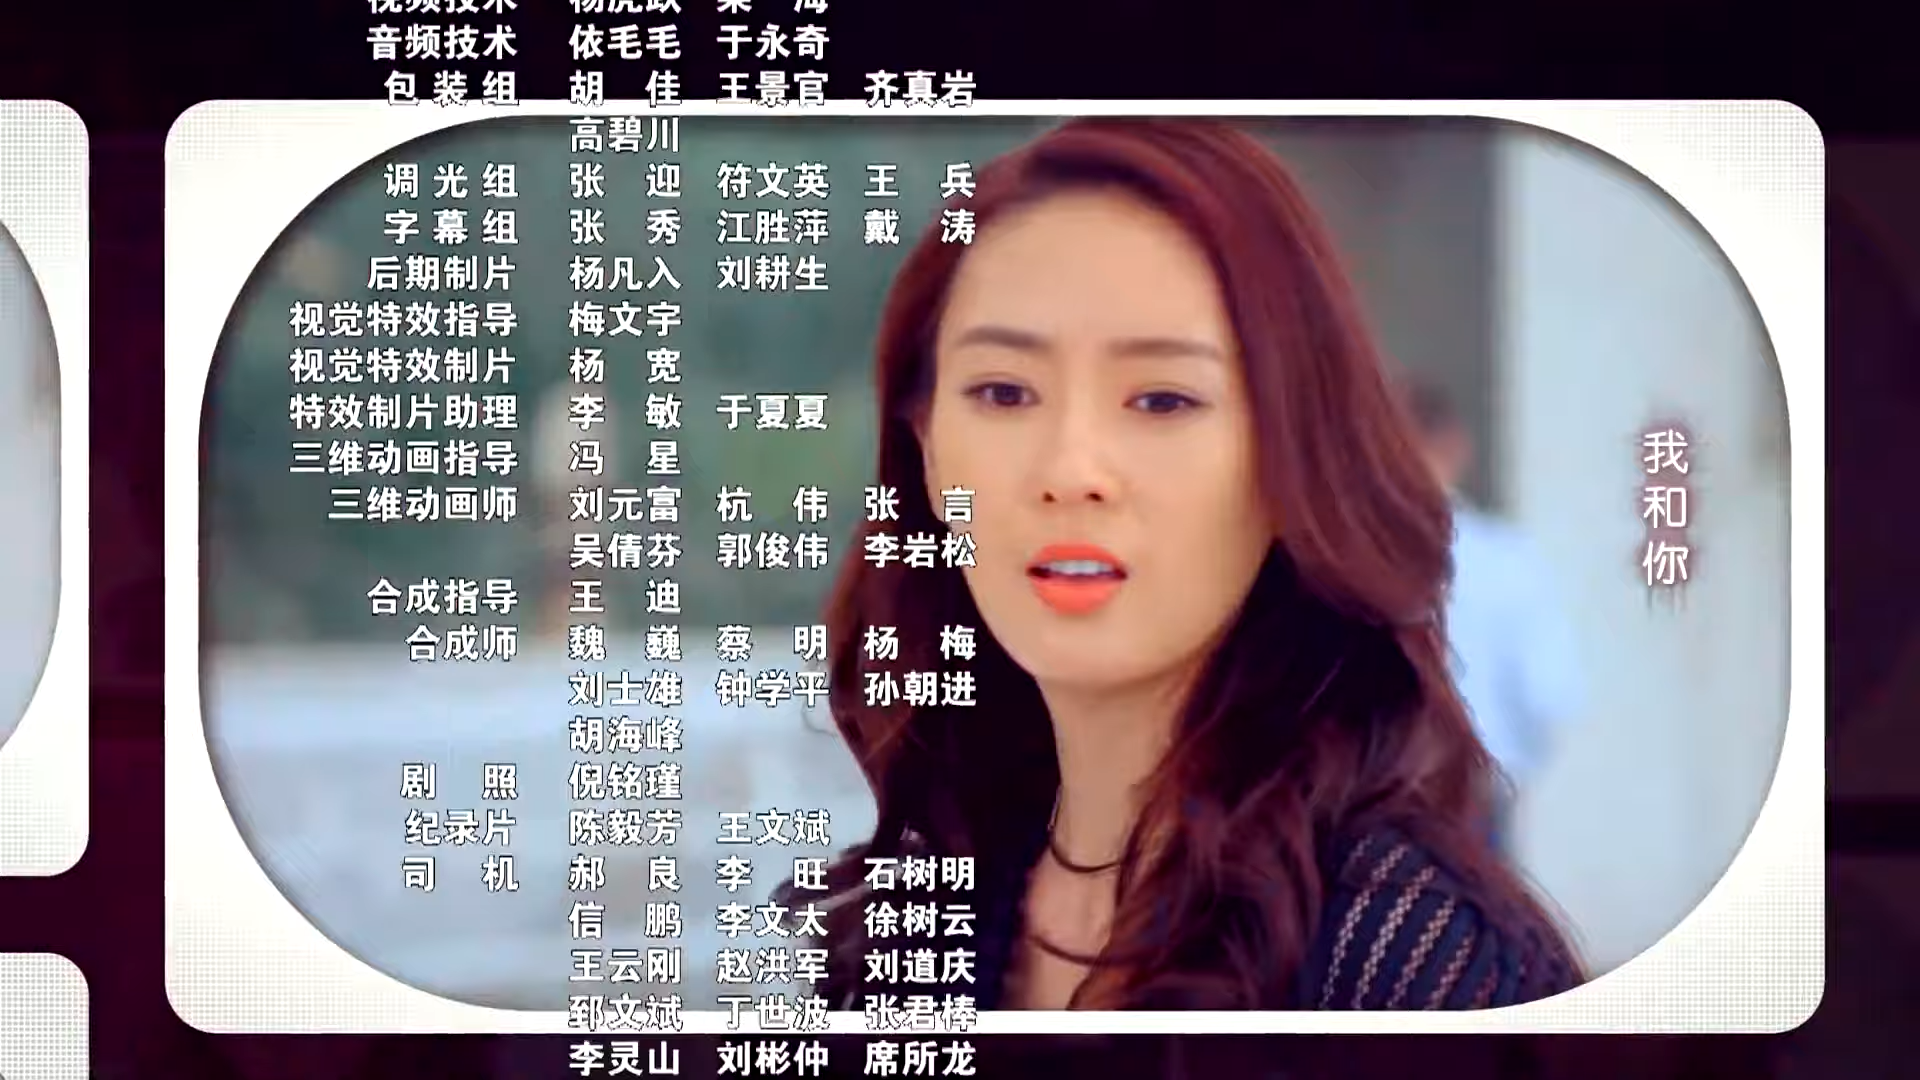 视频技术 杨虎跃 梁 海
音频技术 依毛毛 于永奇
包装组 胡 佳 王景官 齐真岩
高碧川
调光组 张 迎 符文英 王 兵
字幕组 张 秀 江胜萍 戴 涛
后期制片 杨凡入 刘耕生
视觉特效指导 梅文宇
视觉特效制片 杨 宽
特效制片助理 李 敏 于夏夏
三维动画指导 冯 星
三维动画师 刘元富 杭 伟 张 言
吴倩芬 郭俊伟 李岩松
合成指导 王 迪
合成师 魏 巍 蔡 明 杨 梅
刘士雄 钟学平 孙朝进
胡海峰
剧 照 倪铭瑾
纪录片 陈毅芳 王文斌
司 机 郝 良 李 旺 石树明
信 鹏 李文太 徐树云
王云刚 赵洪军 刘道庆
郅文斌 丁世波 张君棒
李灵山 刘彬仲 席所龙
我和你